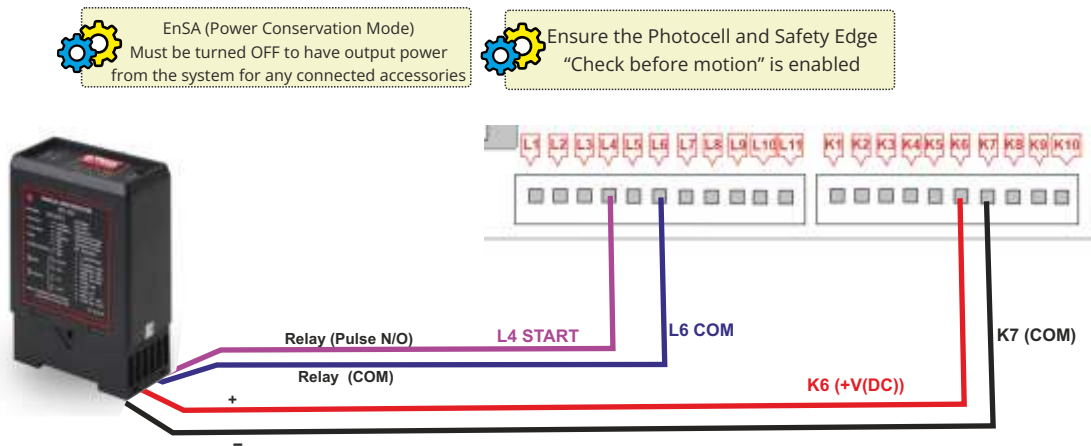 EnSA (Power Conservation Mode)
Must be turned OFF to have output power
from the system for any connected accessories
Ensure the Photocell and Safety Edge
“Check before motion” is enabled
L1 L2 L3 L4 L5 L6 L7 L8 L9 L10 L11
K1 K2 K3 K4 K5 K6 K7 K8 K9 K10
Relay (Pulse N/O)
L4 START
L6 COM
K7 (COM)
Relay (COM)
K6 (+V(DC))
+
–